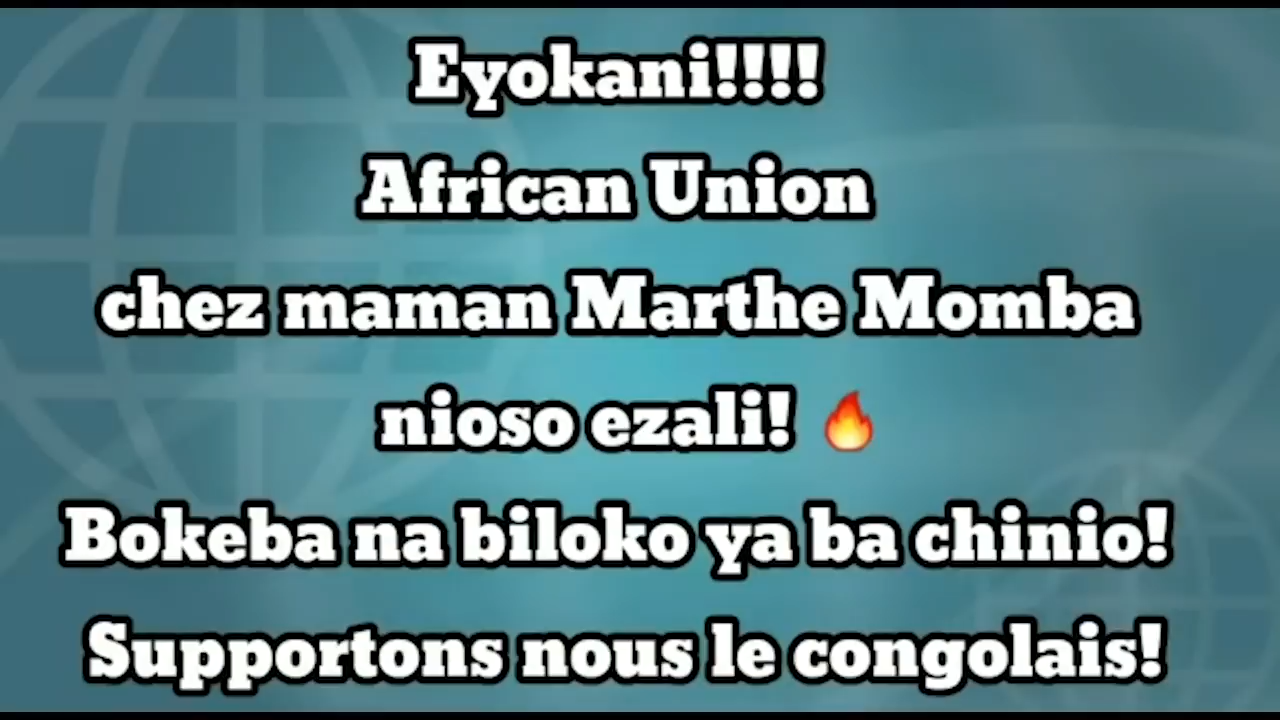 Eyokani!!!!
African Union
chez maman Marthe Momba
nioso ezali! 🔥
Bokeba na biloko ya ba chinio!
Supportons nous le congolais!